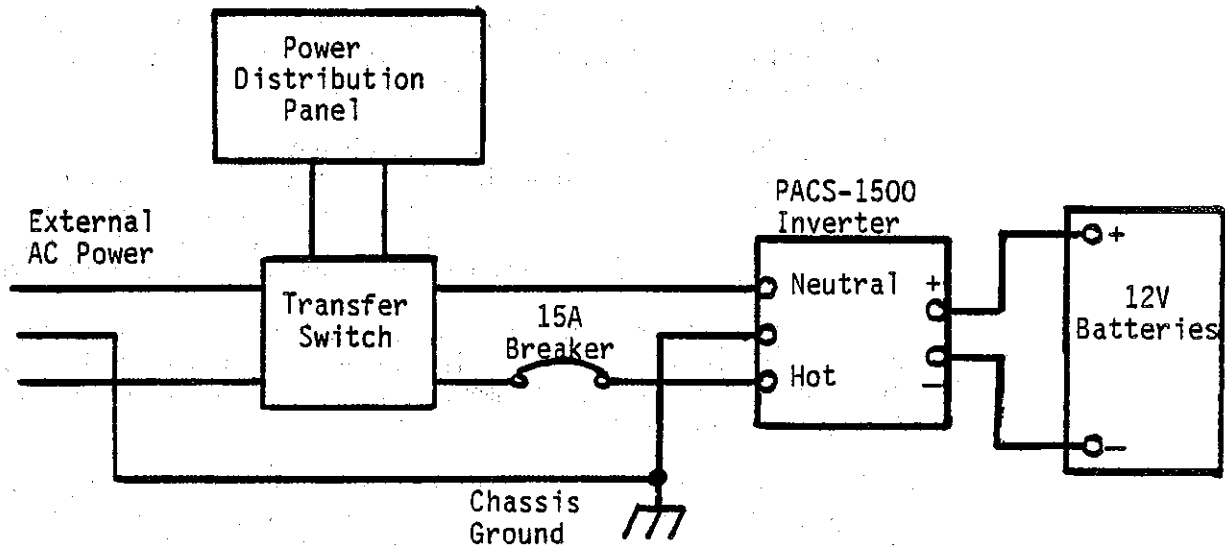 Power
Distribution
Panel
External
AC Power
Transfer
Switch
15A
Breaker
Chassis
Ground
PACS-1500
Inverter
Neutral
+
Hot
–
+
12V
Batteries
–